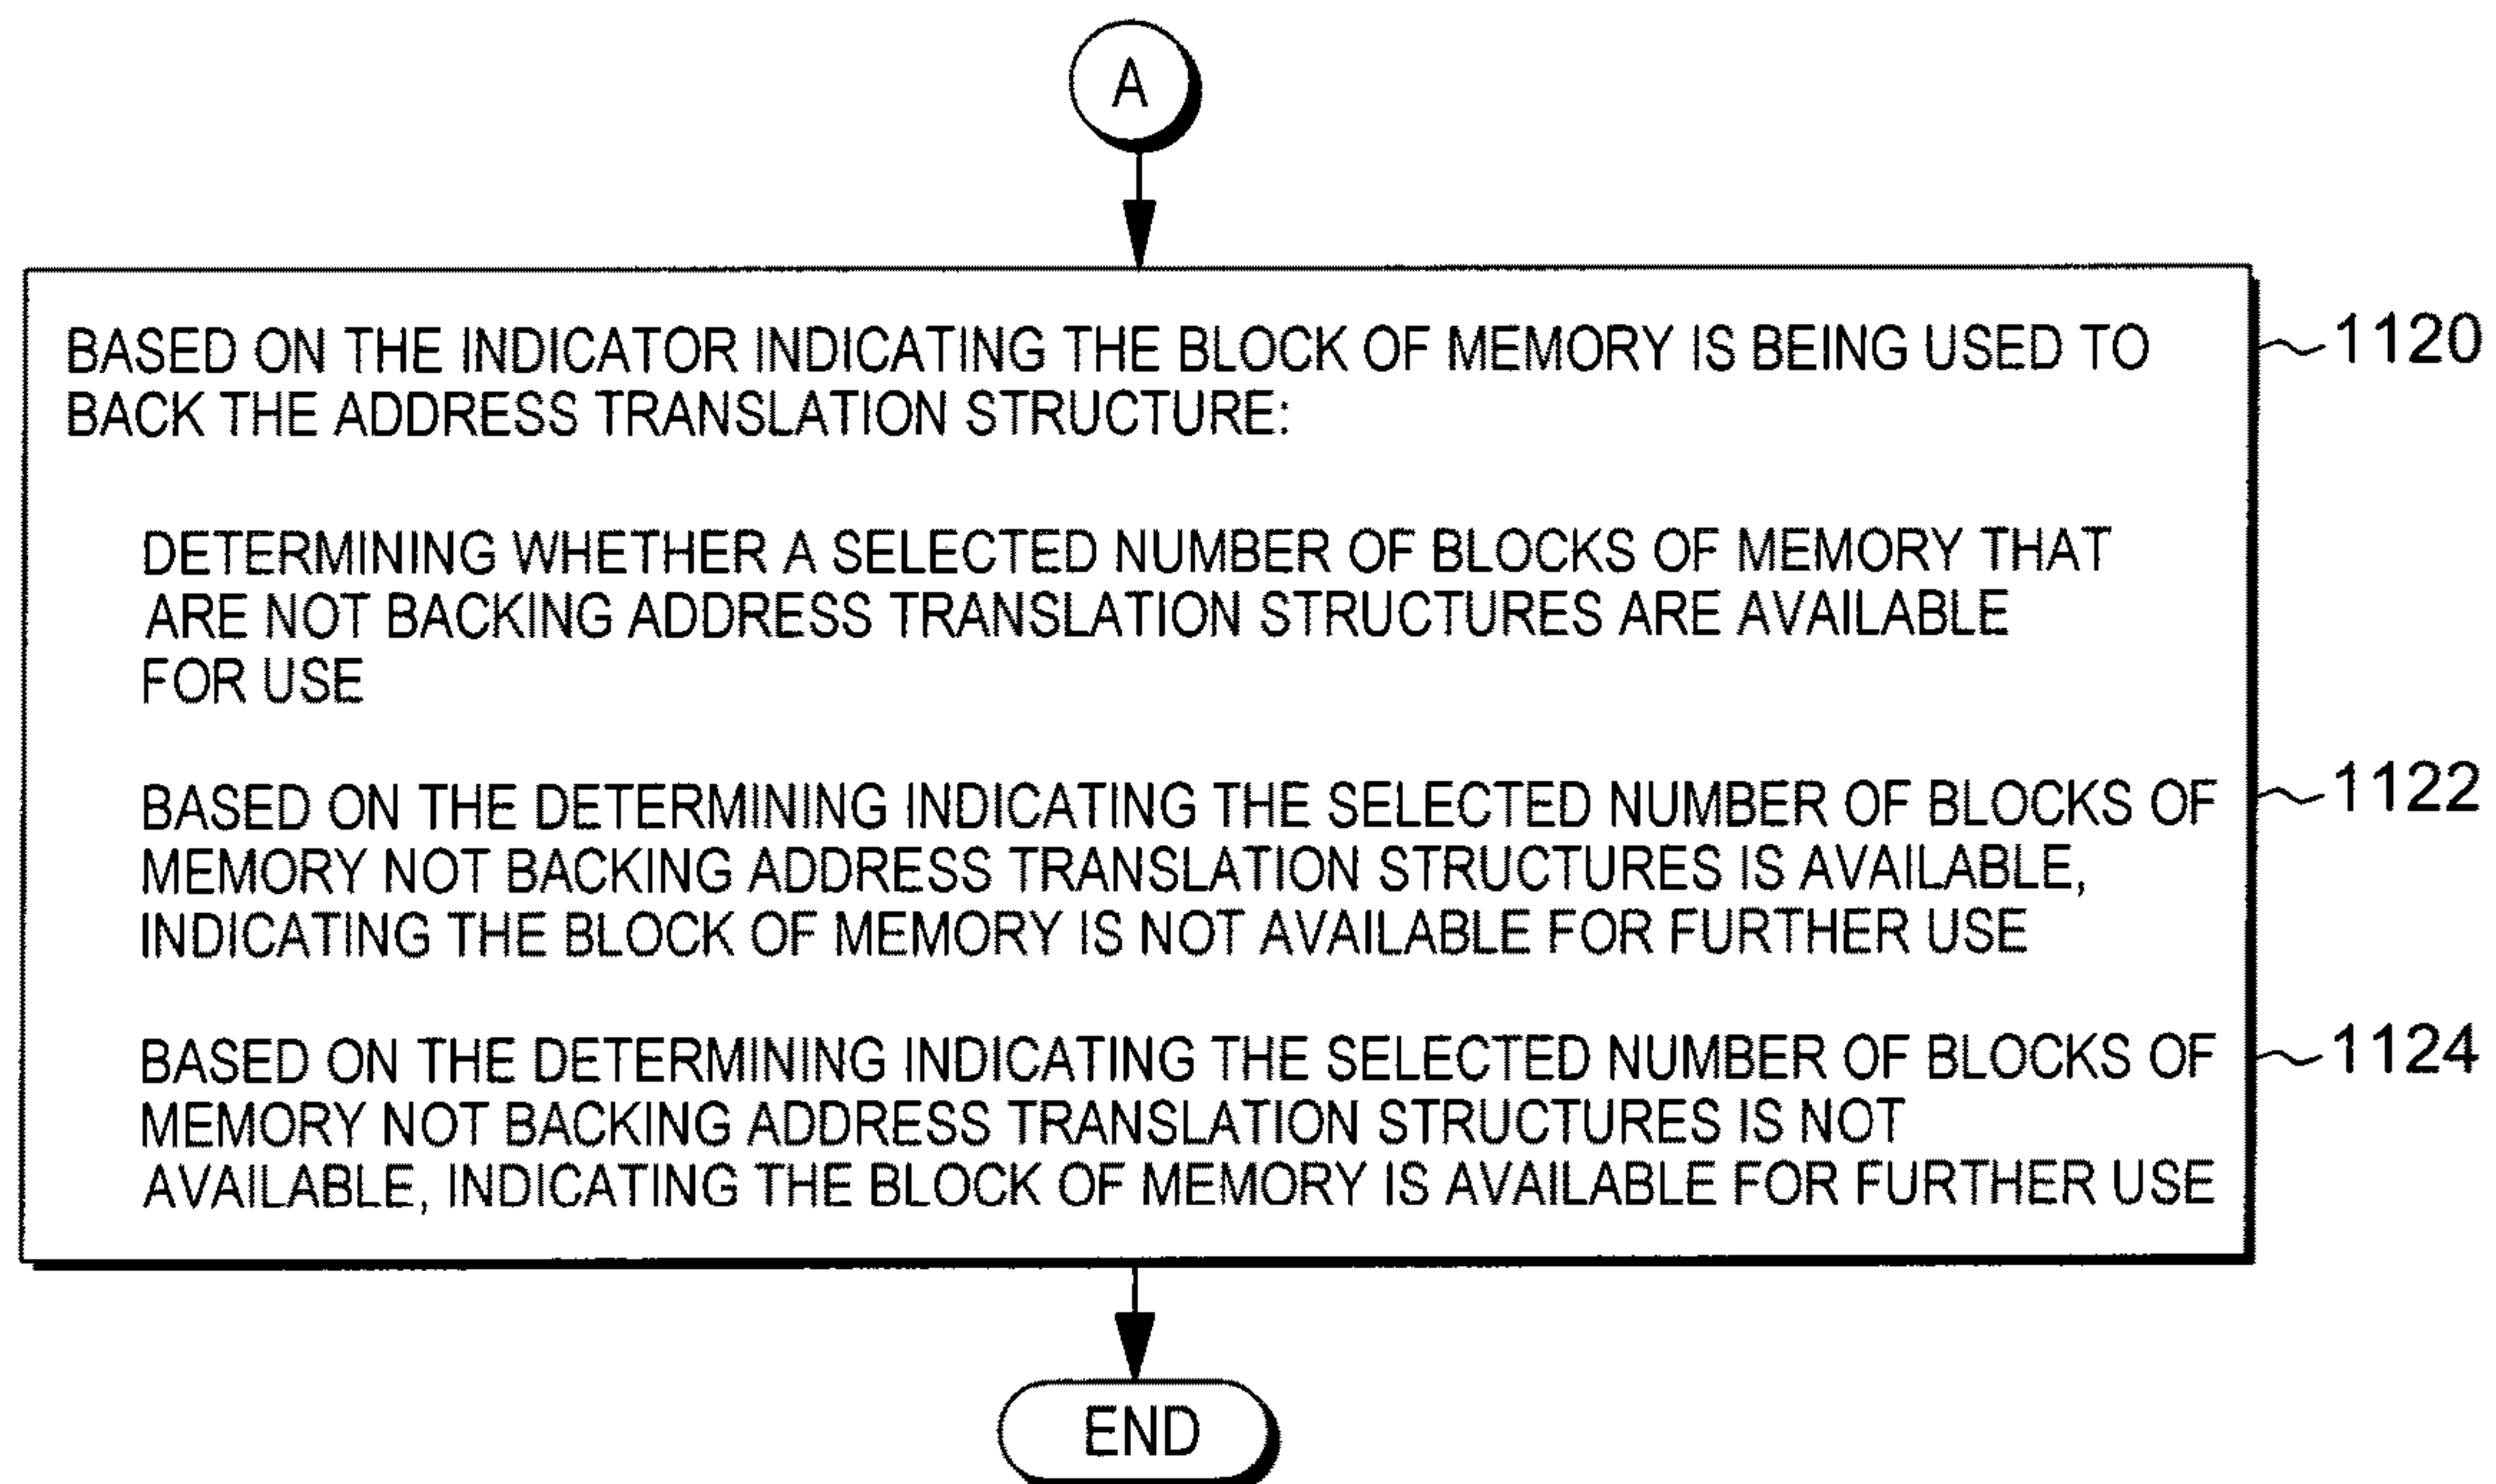 A
BASED ON THE INDICATOR INDICATING THE BLOCK OF MEMORY IS BEING USED TO
BACK THE ADDRESS TRANSLATION STRUCTURE:
1120
DETERMINING WHETHER A SELECTED NUMBER OF BLOCKS OF MEMORY THAT
ARE NOT BACKING ADDRESS TRANSLATION STRUCTURES ARE AVAILABLE
FOR USE
BASED ON THE DETERMINING INDICATING THE SELECTED NUMBER OF BLOCKS OF
MEMORY NOT BACKING ADDRESS TRANSLATION STRUCTURES IS AVAILABLE,
INDICATING THE BLOCK OF MEMORY IS NOT AVAILABLE FOR FURTHER USE
1122
BASED ON THE DETERMINING INDICATING THE SELECTED NUMBER OF BLOCKS OF
MEMORY NOT BACKING ADDRESS TRANSLATION STRUCTURES IS NOT
AVAILABLE, INDICATING THE BLOCK OF MEMORY IS AVAILABLE FOR FURTHER USE
1124
END